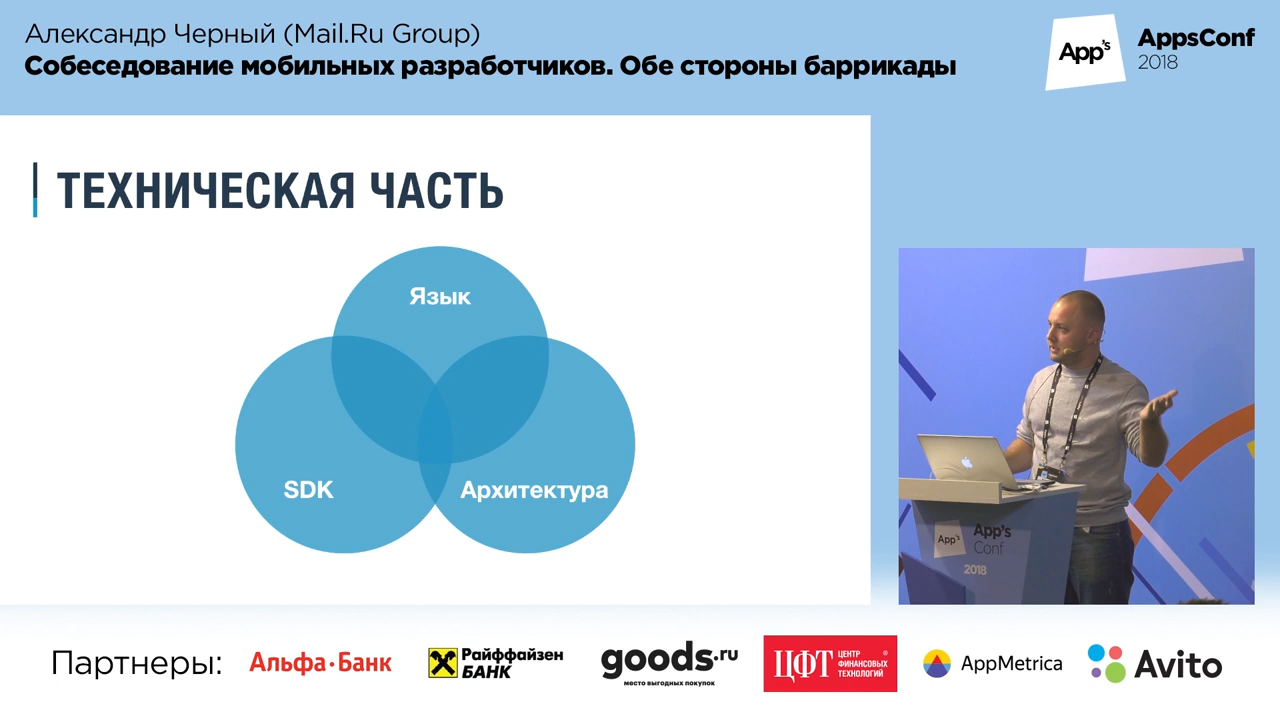 Александр Черный (Mail.Ru Group)
Собеседование мобильных разработчиков. Обе стороны баррикады
App's
AppsConf
2018
ТЕХНИЧЕСКАЯ ЧАСТЬ
Язык
SDK
Архитектура
App's
App's
Conf
2018
Партнеры:
Альфа·Банк
Райффайзен
БАНК
goods.ru
место выгодных покупок
ЦФТ
ЦЕНТР
ФИНАНСОВЫХ
ТЕХНОЛОГИЙ
®
AppMetrica
Avito